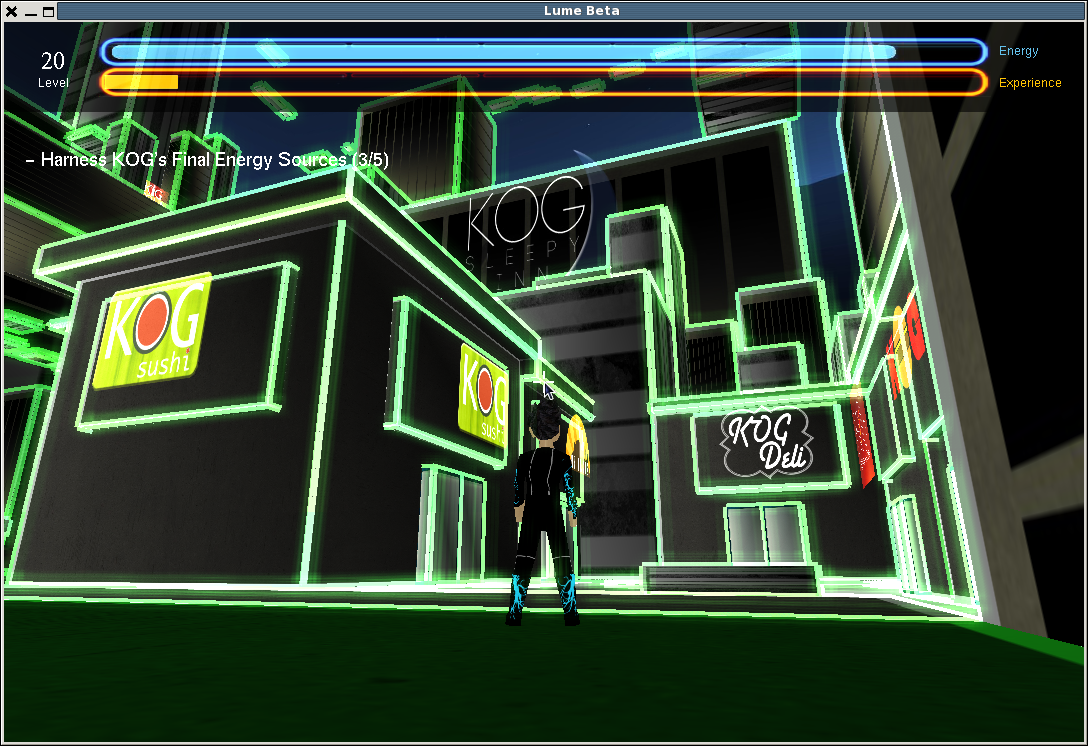 Lume Beta
20
Level
Energy
Experience
– Harness KOG's Final Energy Sources (3/5)
KOG
SLEEPY
INN
KOG
sushi
KOG
sushi
KOG
Deli